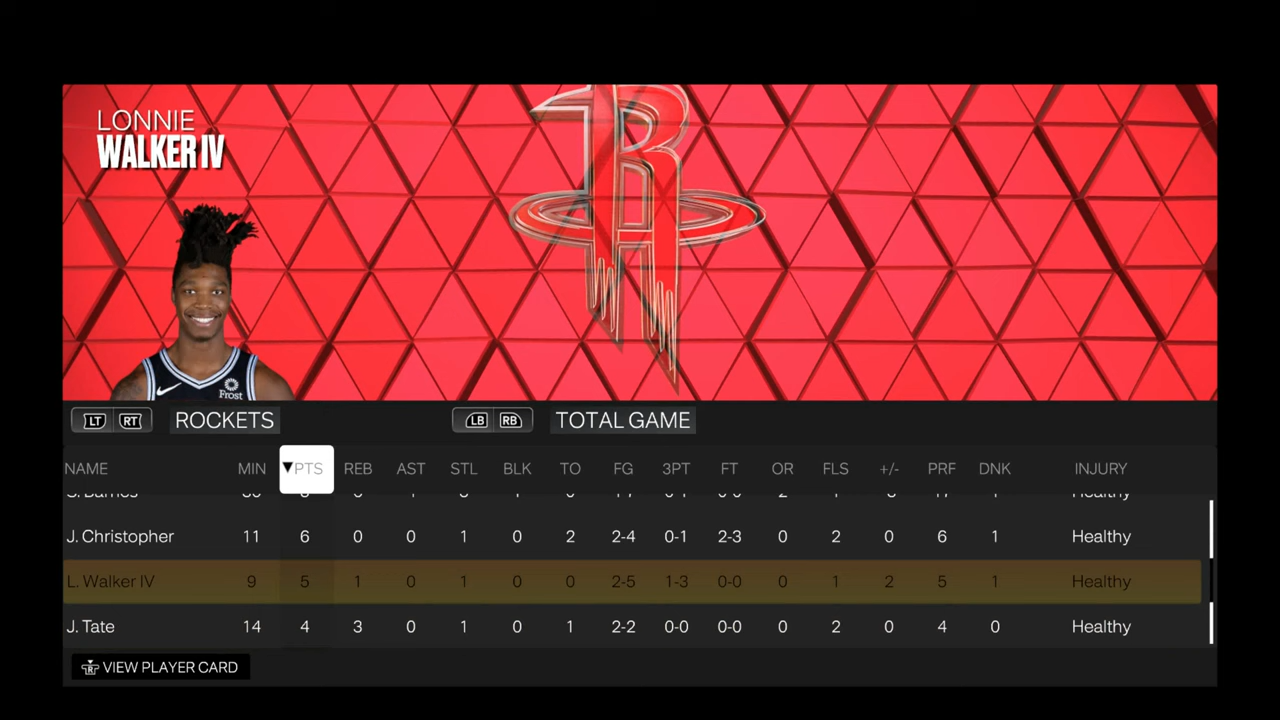 LONNIE
WALKER IV
Frost
LT RT ROCKETS LB RB TOTAL GAME
NAME MIN ▼PTS REB AST STL BLK TO FG 3PT FT OR FLS +/- PRF DNK INJURY
Barnes Healthy
J. Christopher 11 6 0 0 1 0 2 2-4 0-1 2-3 0 2 0 6 1 Healthy
L. Walker IV 9 5 1 0 1 0 0 2-5 1-3 0-0 0 1 2 5 1 Healthy
J. Tate 14 4 3 0 1 0 1 2-2 0-0 0-0 0 2 0 4 0 Healthy
R VIEW PLAYER CARD